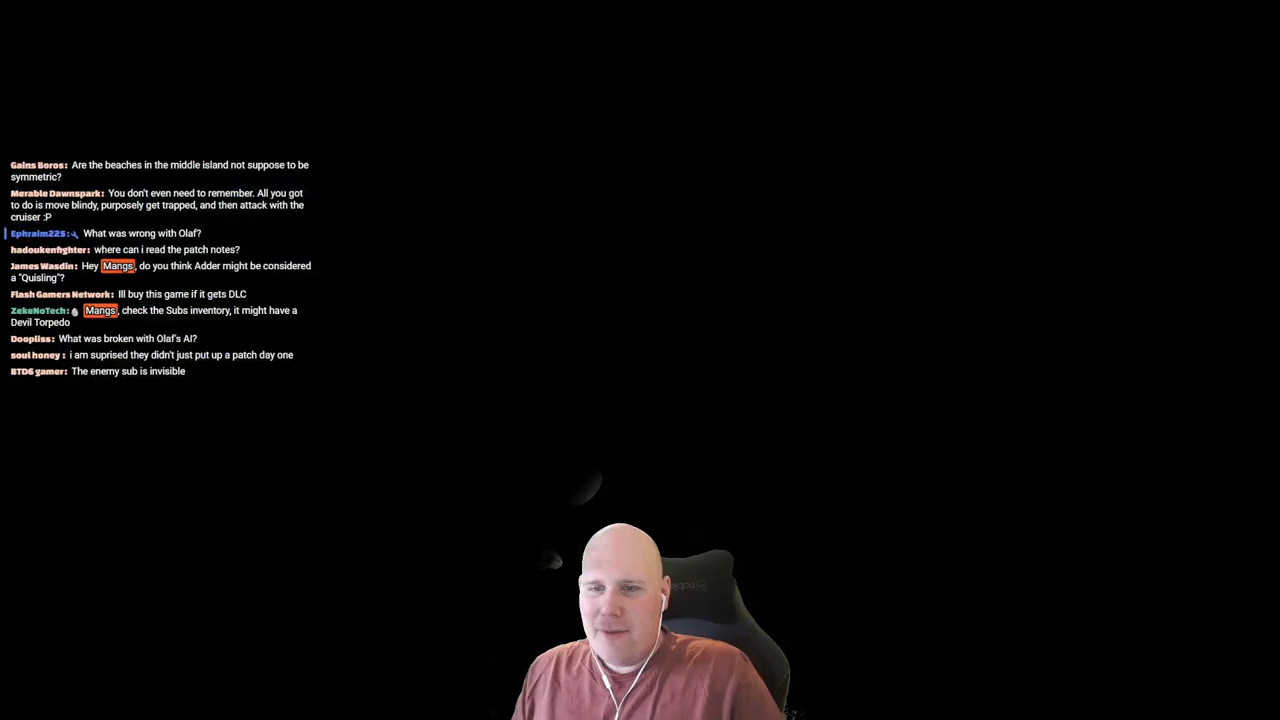 Gains Boros: Are the beaches in the middle island not suppose to be
symmetric?
Merable Dawnspark: You don't even need to remember. All you got
to do is move blindy, purposely get trapped, and then attack with the
cruiser :P
Ephraim225: What was wrong with Olaf?
hadoukenfighter: where can i read the patch notes?
James Wasdin: Hey Mangs, do you think Adder might be considered
a "Quisling"?
Flash Gamers Network: Ill buy this game if it gets DLC
ZekeNoTech: Mangs, check the Subs inventory, it might have a
Devil Torpedo
Doopliss: What was broken with Olaf's AI?
soul honey: i am suprised they didn't just put up a patch day one
BTD6 gamer: The enemy sub is invisible